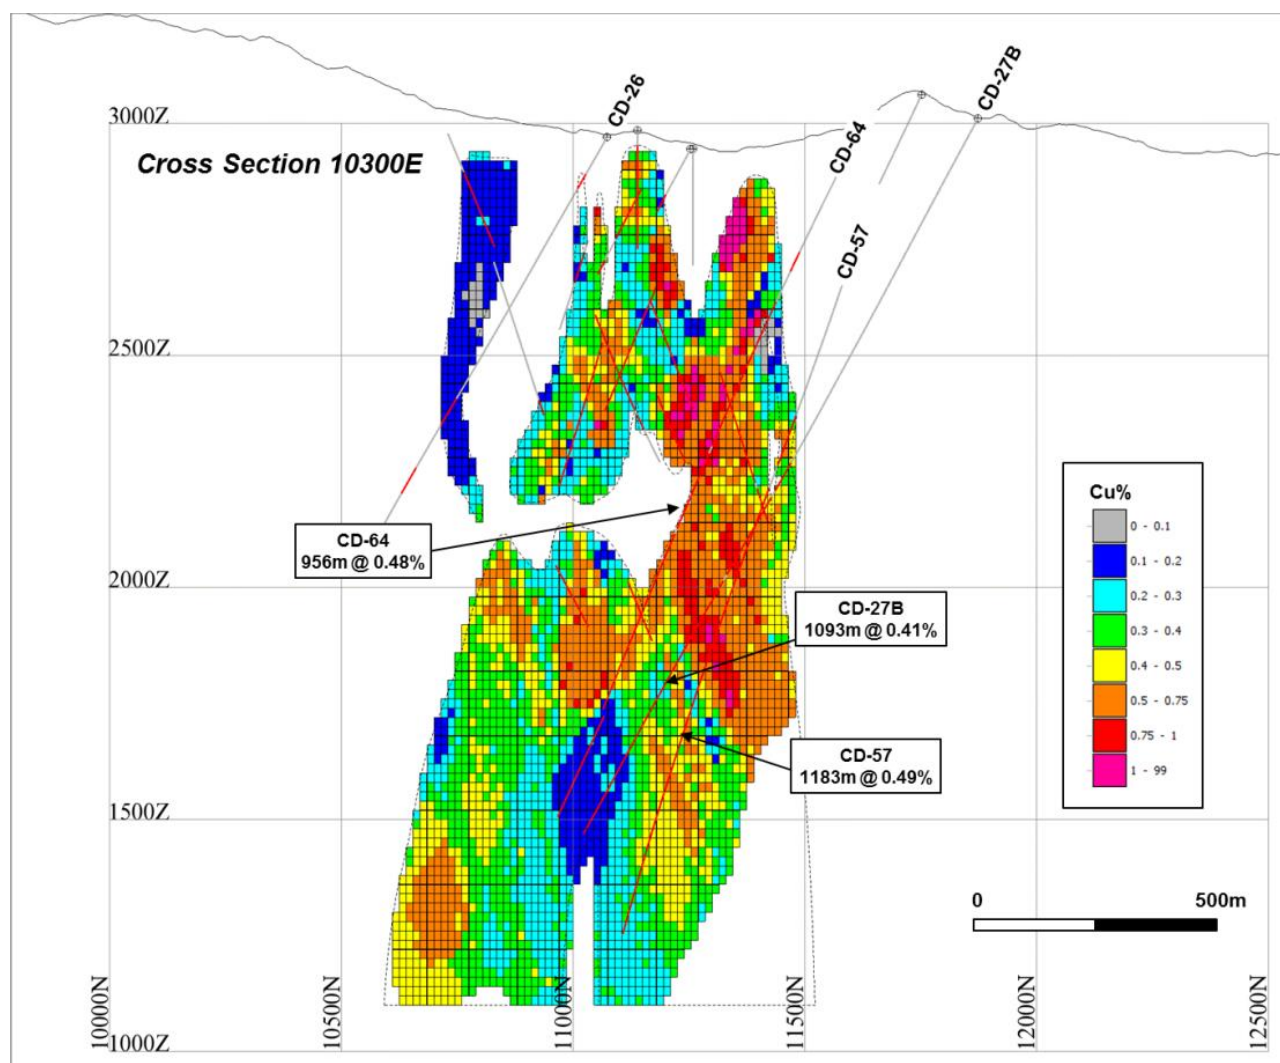 CD-26
CD-27B
CD-64
3000Z
Cross Section 10300E
CD-57
2500Z
Cu%
0 - 0.1
0.1 - 0.2
0.2 - 0.3
0.3 - 0.4
0.4 - 0.5
0.5 - 0.75
0.75 - 1
1 - 99
CD-64
956m @ 0.48%
2000Z
CD-27B
1093m @ 0.41%
CD-57
1183m @ 0.49%
1500Z
0 500m
10000N
10500N
11000N
11500N
12000N
12500N
1000Z